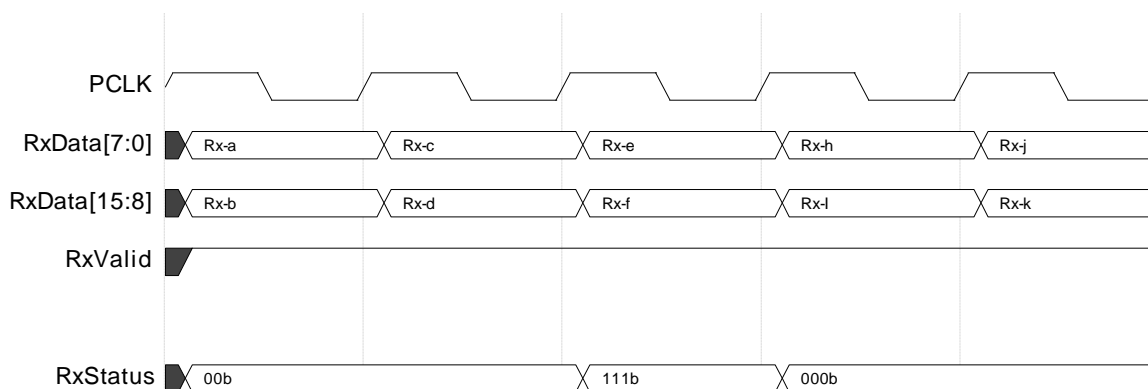 PCLK
RxData[7:0] Rx-a Rx-c Rx-e Rx-h Rx-j
RxData[15:8] Rx-b Rx-d Rx-f Rx-I Rx-k
RxValid
RxStatus 00b 111b 000b